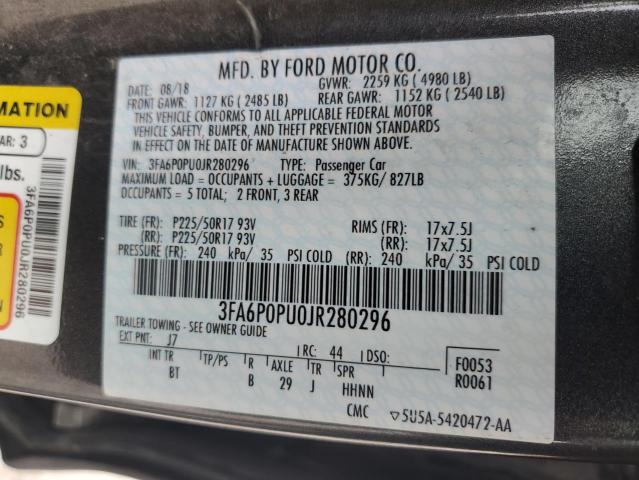 MFD. BY FORD MOTOR CO.
DATE: 08/18 GVWR: 2259 KG ( 4980 LB)
FRONT GAWR: 1127 KG ( 2485 LB) REAR GAWR: 1152 KG ( 2540 LB)
THIS VEHICLE CONFORMS TO ALL APPLICABLE FEDERAL MOTOR
VEHICLE SAFETY, BUMPER, AND THEFT PREVENTION STANDARDS
IN EFFECT ON THE DATE OF MANUFACTURE SHOWN ABOVE.
VIN: 3FA6P0PU0JR280296 TYPE: Passenger Car
MAXIMUM LOAD = OCCUPANTS + LUGGAGE = 375KG/ 827LB
OCCUPANTS = 5 TOTAL; 2 FRONT, 3 REAR
TIRE (FR): P225/50R17 93V RIMS (FR): 17x7.5J
(RR): P225/50R17 93V (RR): 17x7.5J
PRESSURE (FR): 240 kPa/ 35 PSI COLD (RR): 240 kPa/ 35 PSI COLD
3FA6P0PU0JR280296
TRAILER TOWING - SEE OWNER GUIDE
EXT PNT: J7 RC: 44 DSO:
F0053
R0061
INT TR TP/PS R AXLE TR SPR
BT B 29 J HHNN
CMC ▽5U5A-5420472-AA
MATION
AR: 3
lbs.
3FA6P0PU0JR280296